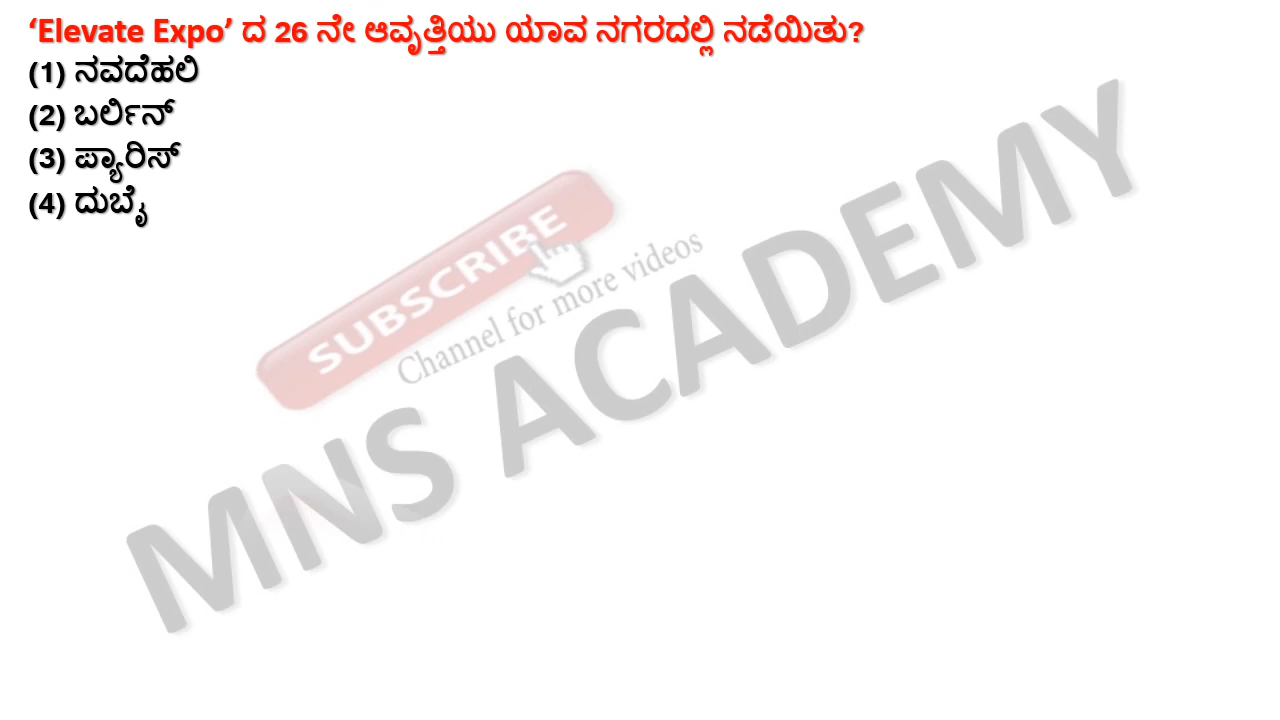 ‘Elevate Expo’ ದ 26 ನೇ ಆವೃತ್ತಿಯು ಯಾವ ನಗರದಲ್ಲಿ ನಡೆಯಿತು?
(1) ನವದೆಹಲಿ
(2) ಬರ್ಲಿನ್
(3) ಪ್ಯಾರಿಸ್
(4) ದುಬೈ
SUBSCRIBE
Channel for more videos
MNS ACADEMY